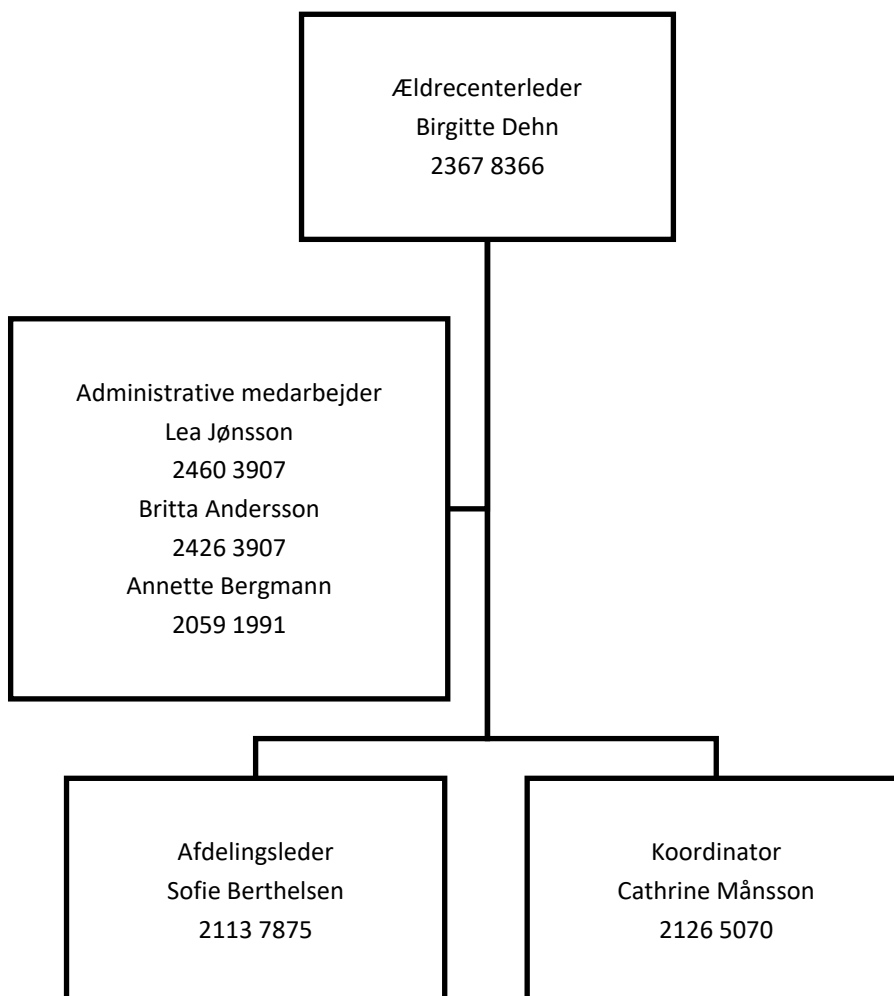 Ældrecenterleder
Birgitte Dehn
2367 8366
Administrative medarbejder
Lea Jønsson
2460 3907
Britta Andersson
2426 3907
Annette Bergmann
2059 1991
Afdelingsleder
Sofie Berthelsen
2113 7875
Koordinator
Cathrine Månsson
2126 5070